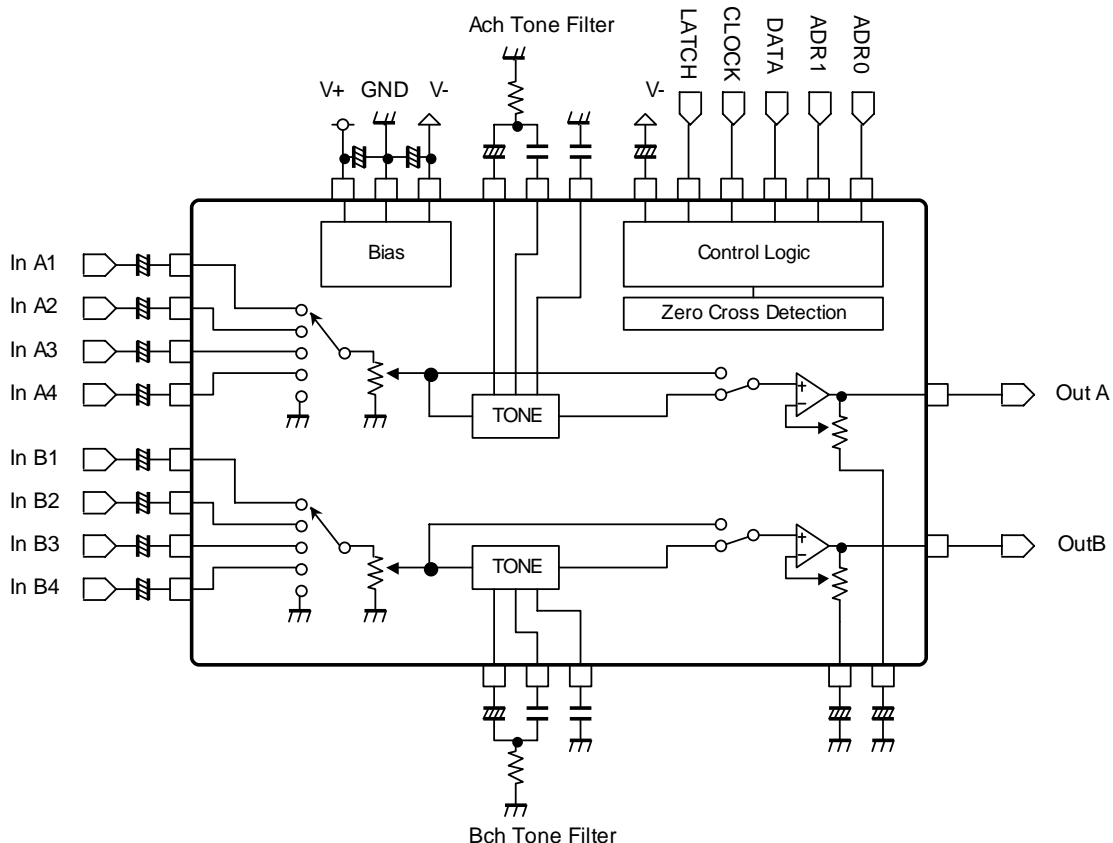 Ach Tone Filter
LATCH
CLOCK
DATA
ADR1
ADR0
V+
GND
V-
V-
Bias
Control Logic
Zero Cross Detection
In A1
In A2
In A3
In A4
TONE
+
−
Out A
In B1
In B2
In B3
In B4
TONE
+
−
OutB
Bch Tone Filter